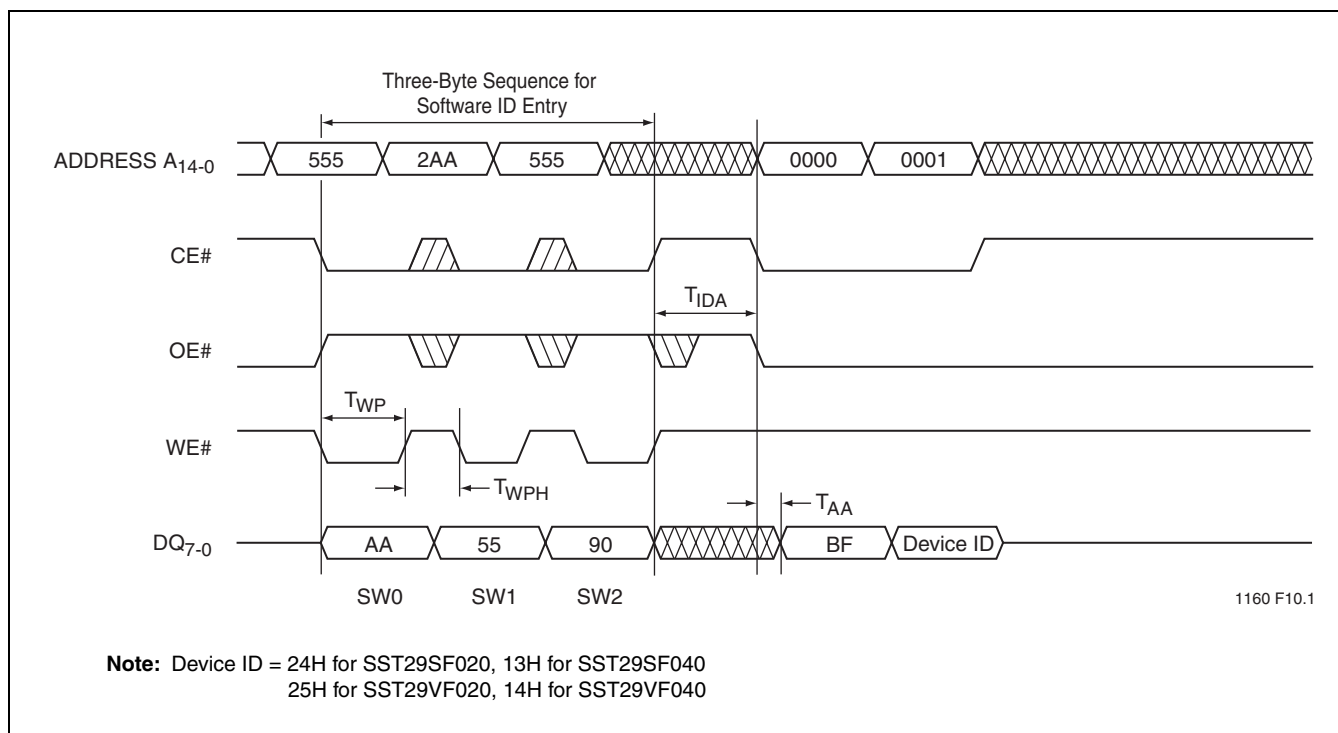 Three-Byte Sequence for
Software ID Entry
ADDRESS A14-0
555
2AA
555
0000
0001
CE#
TIDA
OE#
TWP
WE#
TWPH
TAA
DQ7-0
AA
55
90
BF
Device ID
SW0
SW1
SW2
1160 F10.1
Note: Device ID = 24H for SST29SF020, 13H for SST29SF040
25H for SST29VF020, 14H for SST29VF040